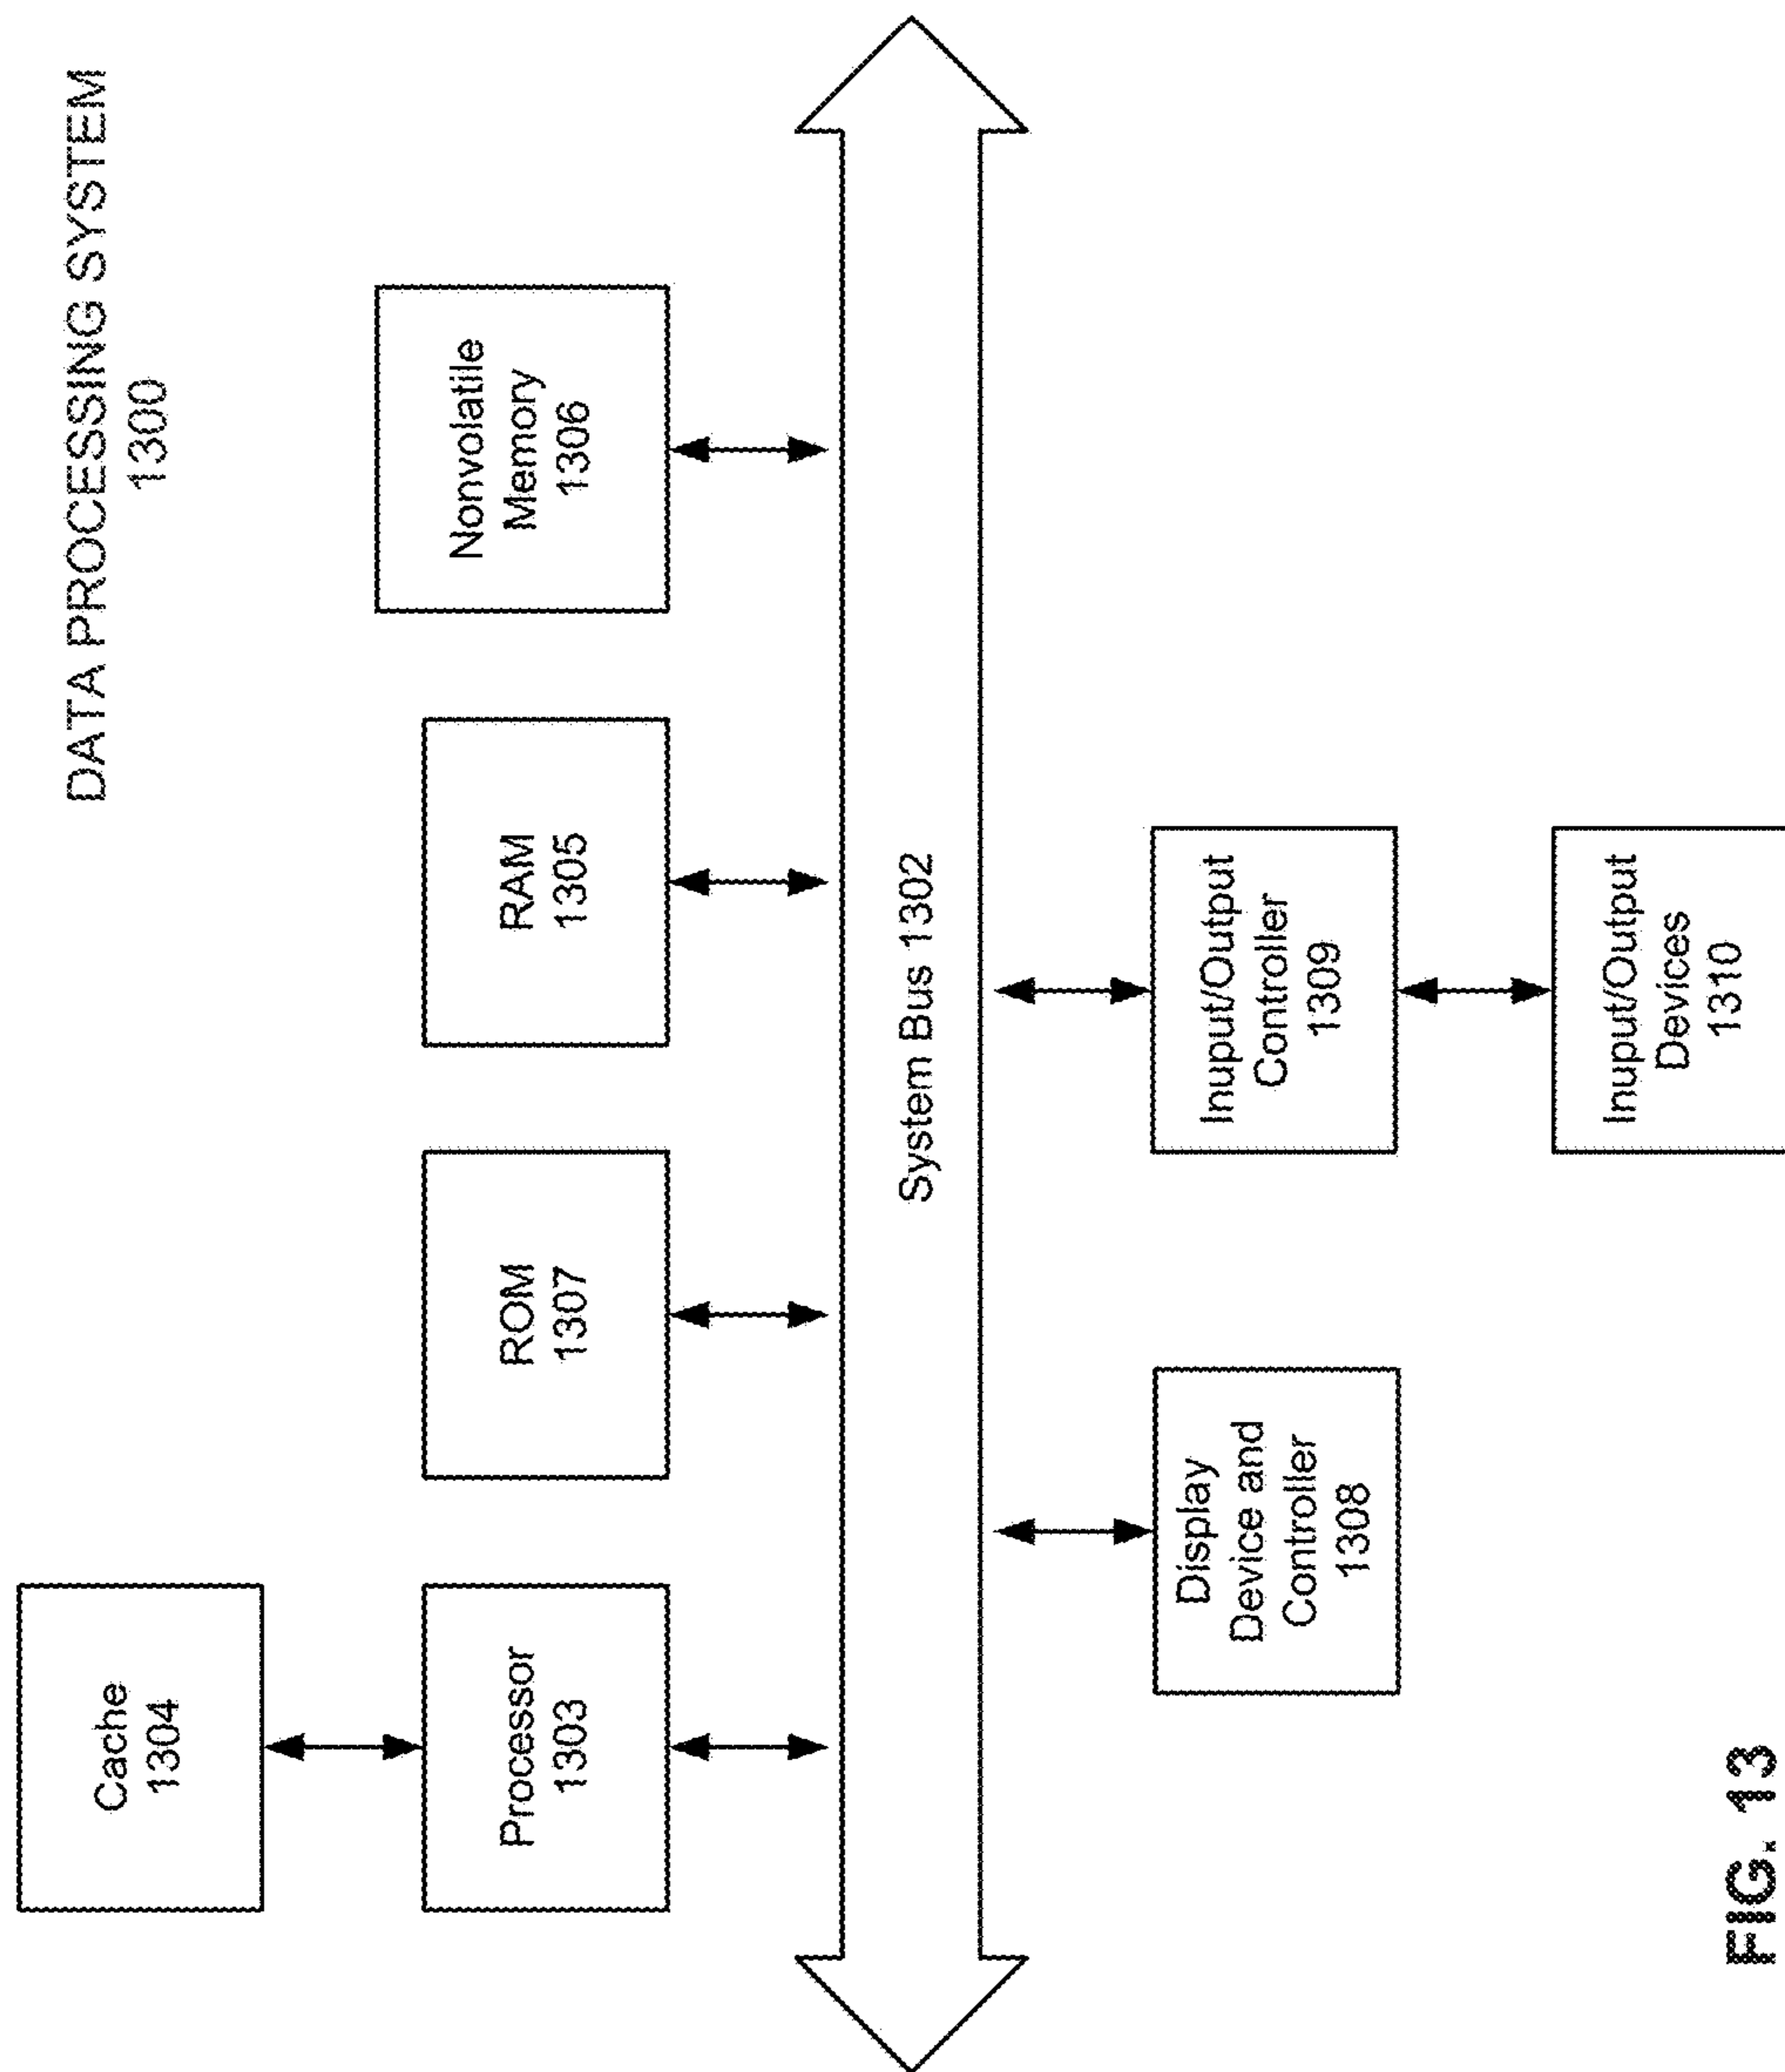 DATA PROCESSING SYSTEM
1300
Cache
1304
Processor
1303
ROM
1307
RAM
1305
Nonvolatile
Memory
1306
System Bus 1302
Display
Device and
Controller
1308
Inuput/Output
Controller
1309
Inuput/Output
Devices
1310
FIG. 13